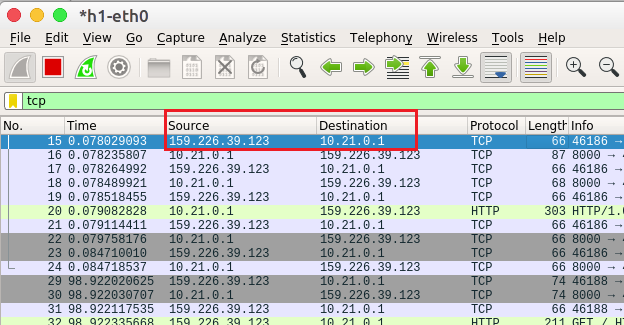 *h1-eth0
File Edit View Go Capture Analyze Statistics Telephony Wireless Tools Help
tcp
No. Time Source Destination Protocol Length Info
15 0.078029093 159.226.39.123 10.21.0.1 TCP 66 46186 →
16 0.078235807 10.21.0.1 159.226.39.123 TCP 87 8000 →
17 0.078264992 159.226.39.123 10.21.0.1 TCP 66 46186 →
18 0.078489921 10.21.0.1 159.226.39.123 TCP 68 8000 →
19 0.078518455 159.226.39.123 10.21.0.1 TCP 66 46186 →
20 0.079082828 10.21.0.1 159.226.39.123 HTTP 303 HTTP/1.
21 0.079114411 159.226.39.123 10.21.0.1 TCP 66 46186 →
22 0.079758176 10.21.0.1 159.226.39.123 TCP 66 8000 →
23 0.084710010 159.226.39.123 10.21.0.1 TCP 66 46186 →
24 0.084718537 10.21.0.1 159.226.39.123 TCP 66 8000 →
29 98.922020625 159.226.39.123 10.21.0.1 TCP 74 46188 →
30 98.922030707 10.21.0.1 159.226.39.123 TCP 74 8000 →
31 98.922117535 159.226.39.123 10.21.0.1 TCP 66 46188 →
32 98.922335668 159.226.39.123 10.21.0.1 HTTP 211 GET / H